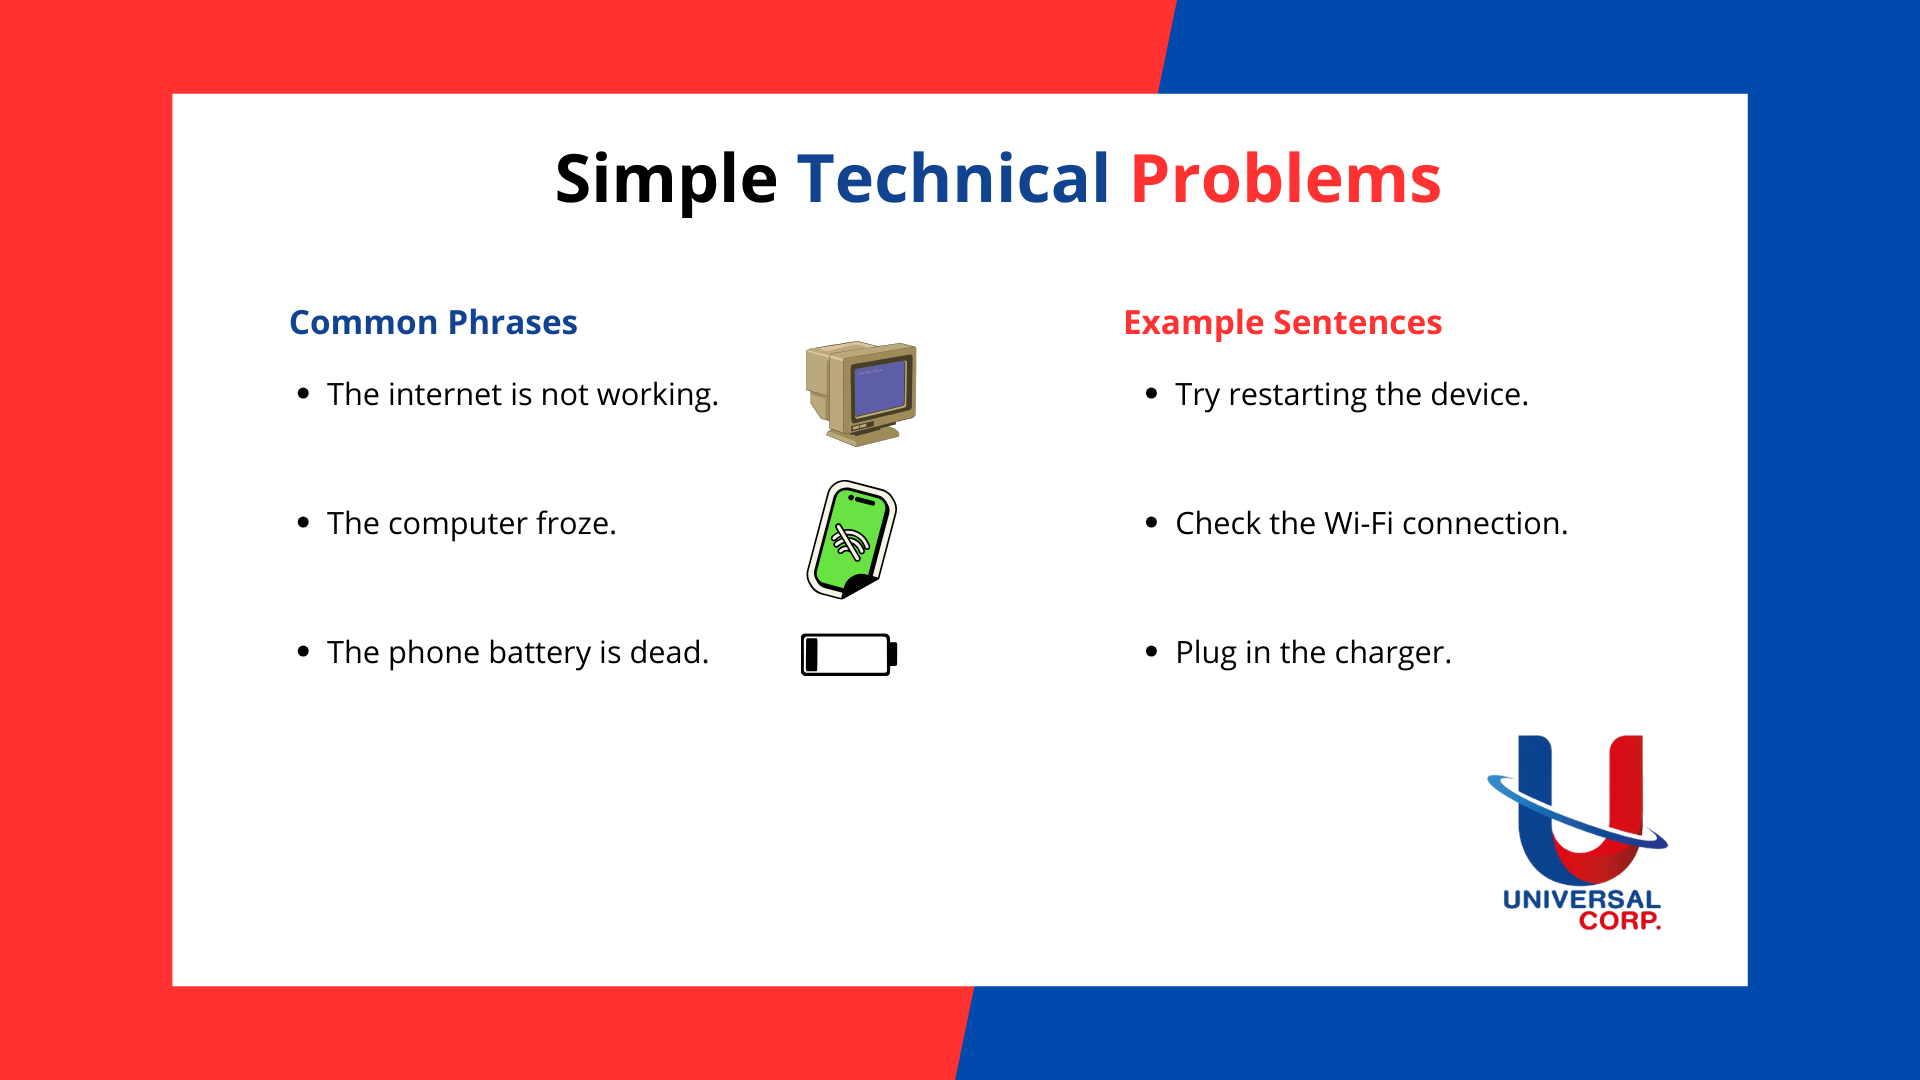 Simple Technical Problems
Common Phrases
• The internet is not working.
• The computer froze.
• The phone battery is dead.
Example Sentences
• Try restarting the device.
• Check the Wi-Fi connection.
• Plug in the charger.
UNIVERSAL
CORP.